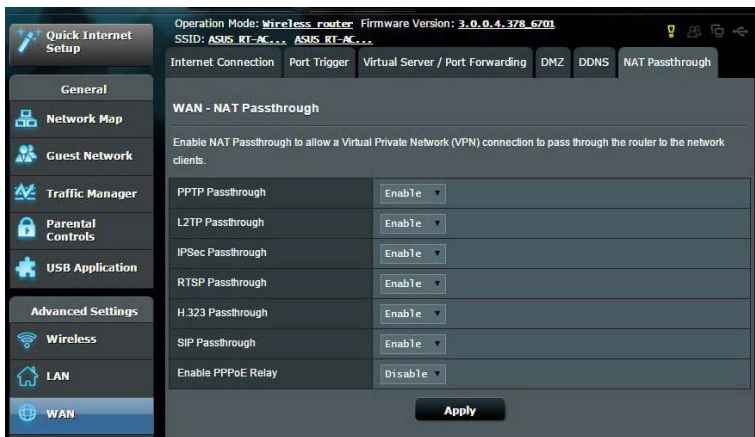 Quick Internet
Setup
Operation Mode: Wireless router Firmware Version: 3.0.0.4.378_6701
SSID: ASUS RT-AC... ASUS RT-AC...
Internet Connection Port Trigger Virtual Server / Port Forwarding DMZ DDNS NAT Passthrough
General
Network Map
Guest Network
Traffic Manager
Parental
Controls
USB Application
Advanced Settings
Wireless
LAN
WAN
WAN - NAT Passthrough
Enable NAT Passthrough to allow a Virtual Private Network (VPN) connection to pass through the router to the network
clients.
PPTP Passthrough Enable
L2TP Passthrough Enable
IPSec Passthrough Enable
RTSP Passthrough Enable
H.323 Passthrough Enable
SIP Passthrough Enable
Enable PPPoE Relay Disable
Apply